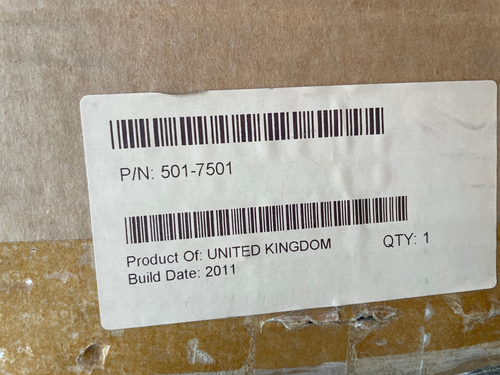 P/N: 501-7501
Product Of: UNITED KINGDOM QTY: 1
Build Date: 2011